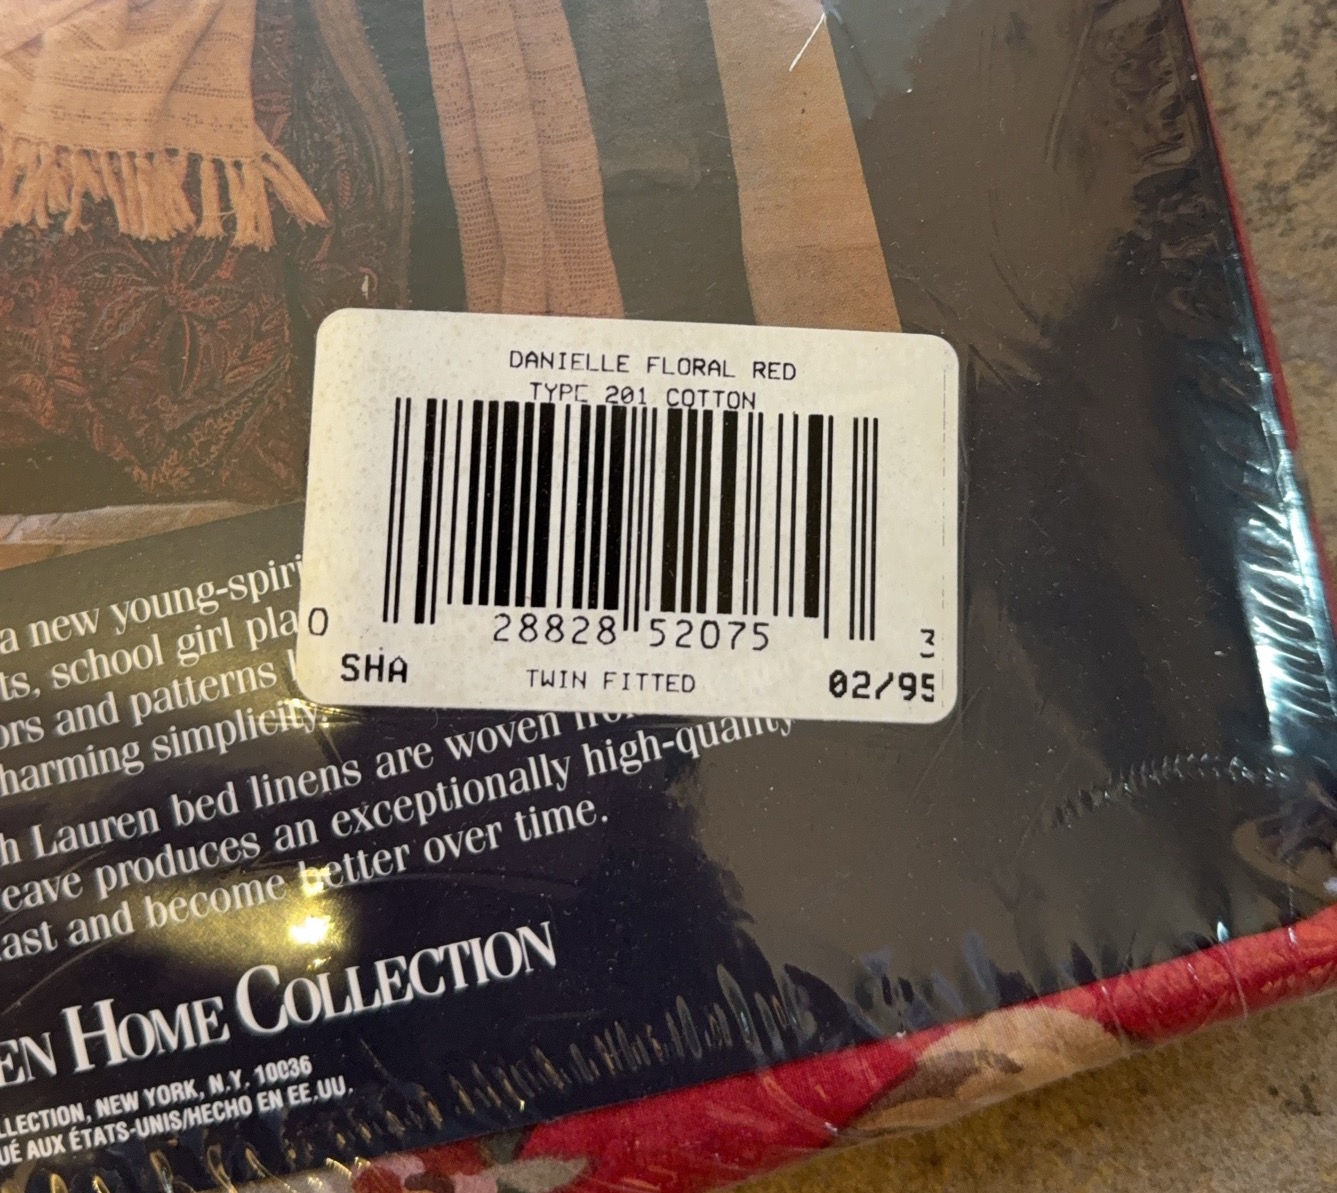 DANIELLE FLORAL RED
TYPE 201 COTTON
0 28828 52075 3
SHA TWIN FITTED 02/95
a new young-spiri
ts, school girl pla
ors and patterns
harming simplicity.
h Lauren bed linens are woven
eave produces an exceptionally high-quality
ast and become better over time.
EN HOME COLLECTION
LLECTION, NEW YORK, N.Y. 10036
UÉ AUX ÉTATS-UNIS/HECHO EN EE.UU.